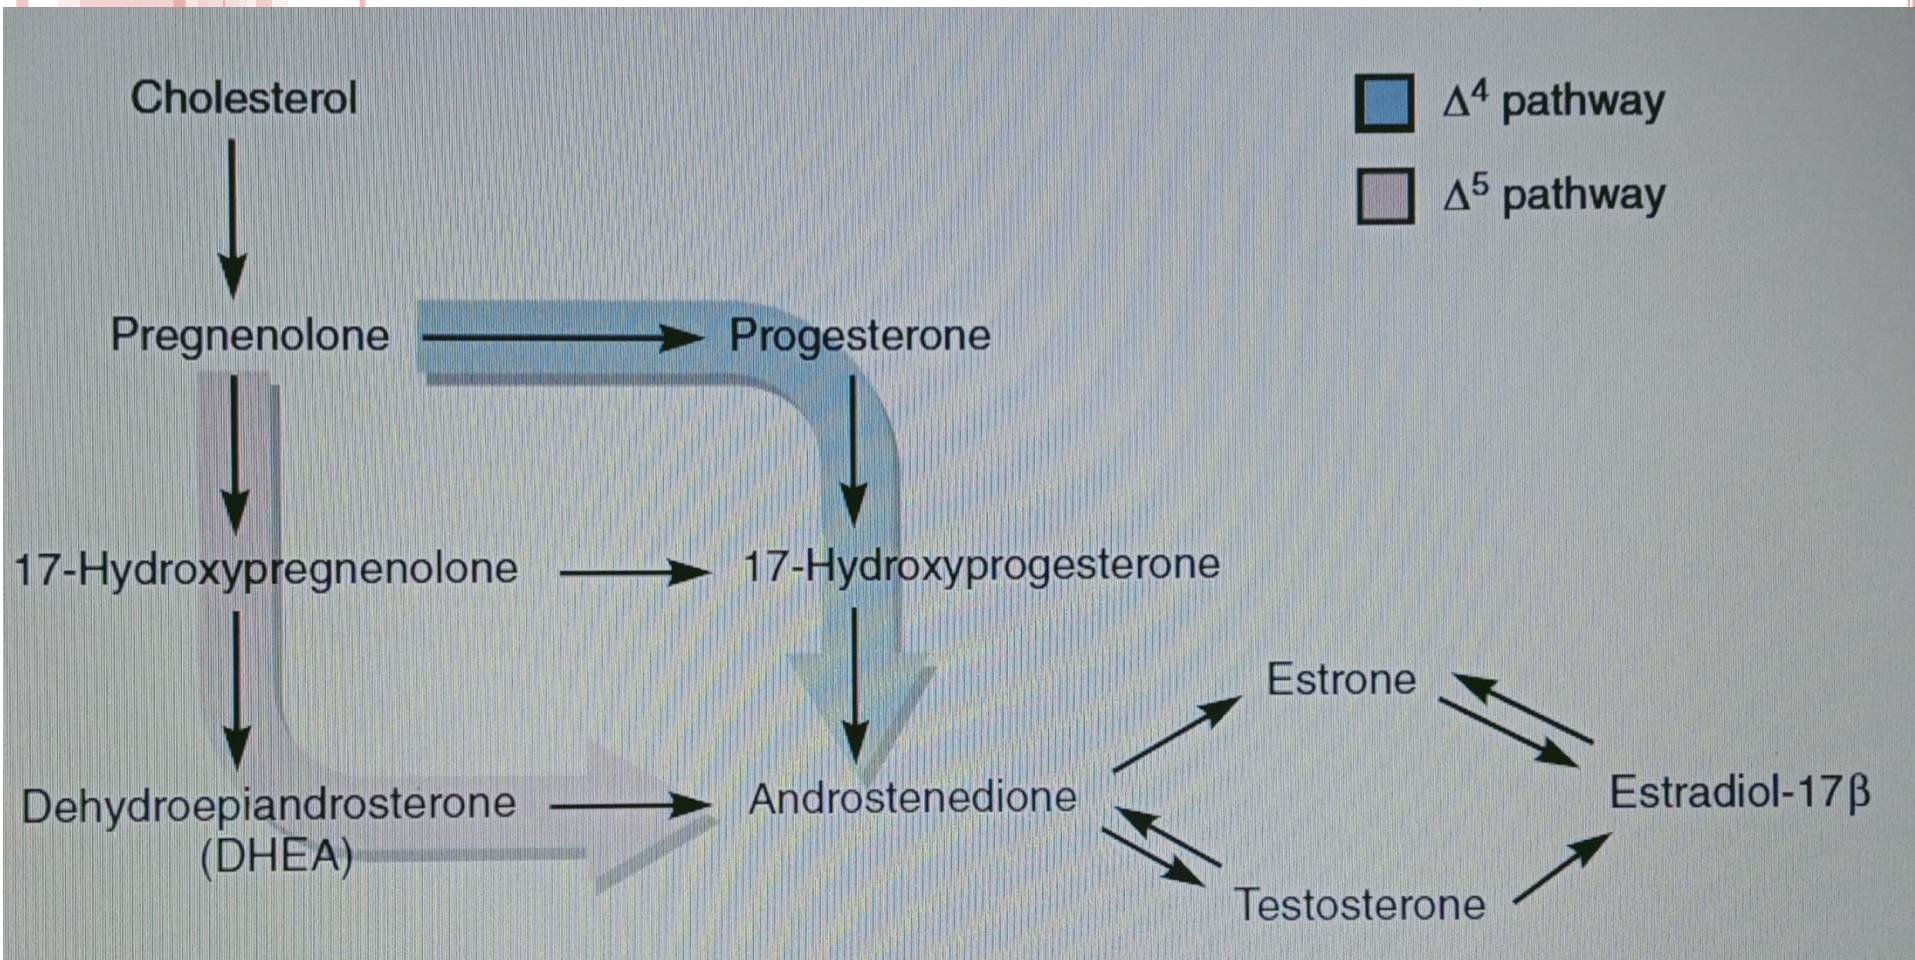 Cholesterol
Δ⁴ pathway
Δ⁵ pathway
Pregnenolone
Progesterone
17-Hydroxypregnenolone
17-Hydroxyprogesterone
Estrone
Dehydroepiandrosterone
(DHEA)
Androstenedione
Estradiol-17β
Testosterone